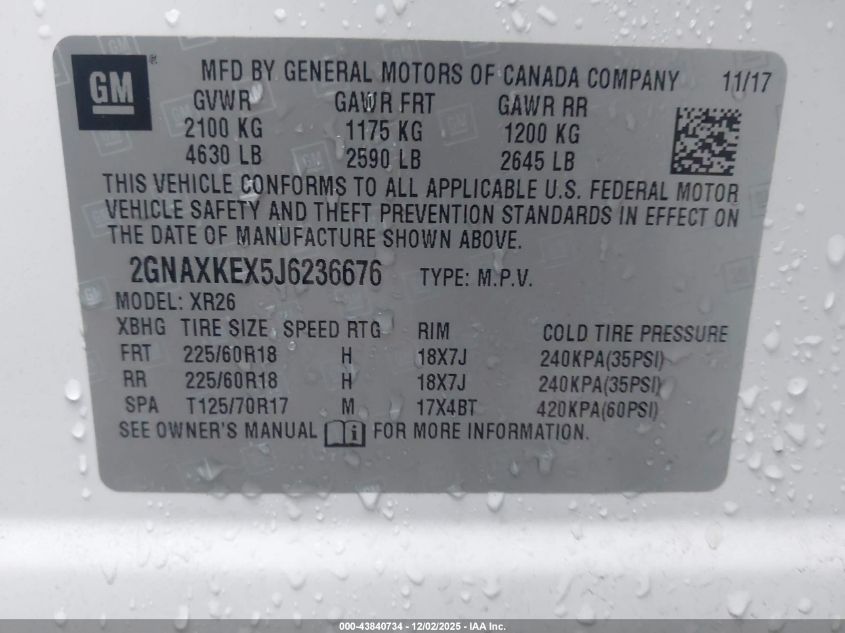 GM
MFD BY GENERAL MOTORS OF CANADA COMPANY 11/17
GVWR GAWR FRT GAWR RR
2100 KG 1175 KG 1200 KG
4630 LB 2590 LB 2645 LB
THIS VEHICLE CONFORMS TO ALL APPLICABLE U.S. FEDERAL MOTOR
VEHICLE SAFETY AND THEFT PREVENTION STANDARDS IN EFFECT ON
THE DATE OF MANUFACTURE SHOWN ABOVE.
2GNAXKEX5J6236676 TYPE: M.P.V.
MODEL: XR26
XBHG TIRE SIZE SPEED RTG RIM COLD TIRE PRESSURE
FRT 225/60R18 H 18X7J 240KPA(35PSI)
RR 225/60R18 H 18X7J 240KPA(35PSI)
SPA T125/70R17 M 17X4BT 420KPA(60PSI)
SEE OWNER'S MANUAL i FOR MORE INFORMATION.
000-43840734 - 12/02/2025 - IAA Inc.